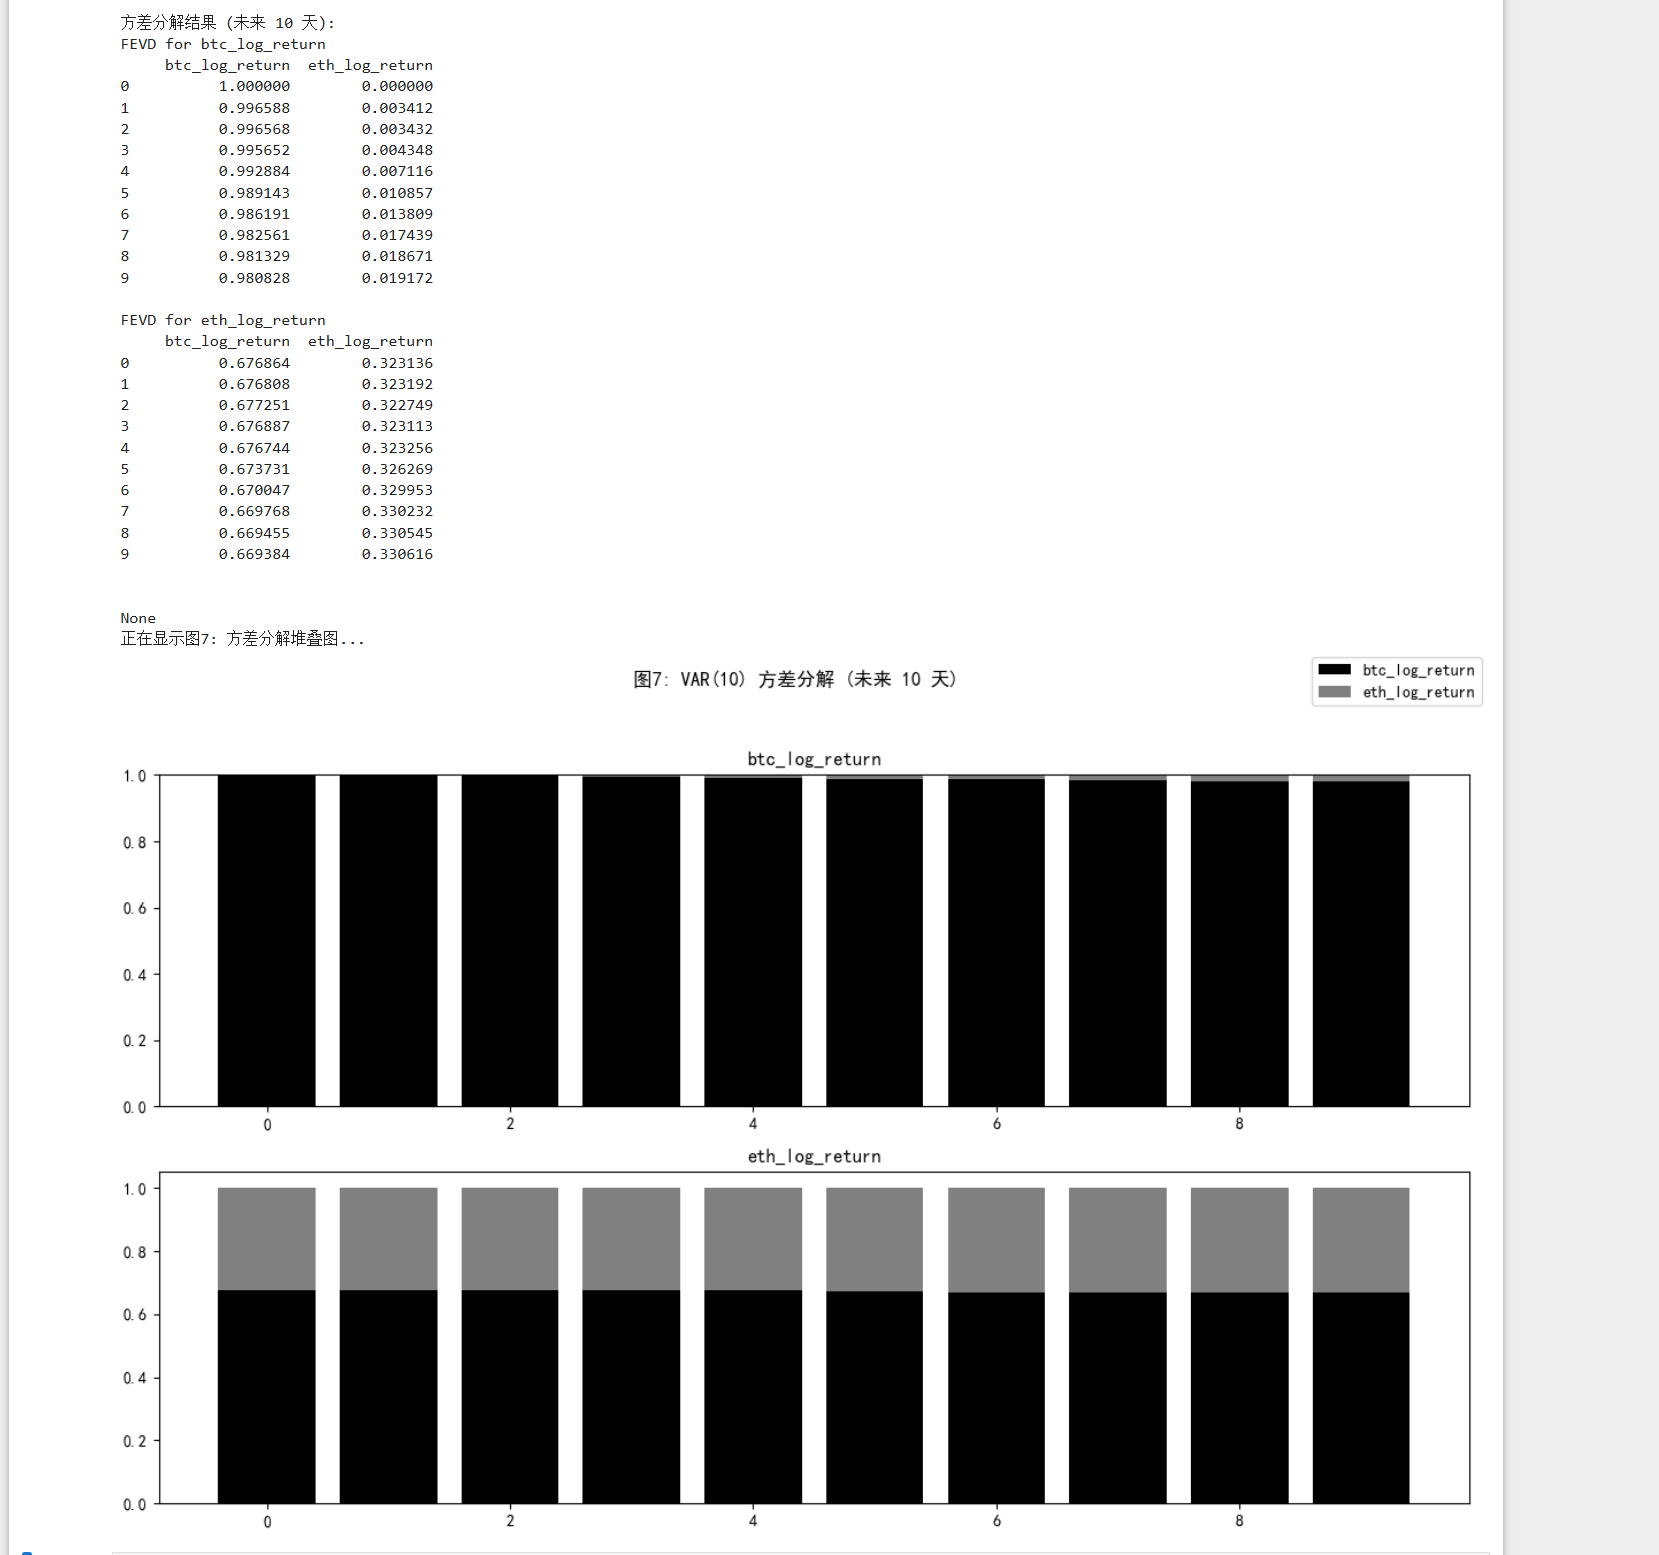 方差分解结果 (未来 10 天):
FEVD for btc_log_return
btc_log_return eth_log_return
0 1.000000 0.000000
1 0.996588 0.003412
2 0.996568 0.003432
3 0.995652 0.004348
4 0.992884 0.007116
5 0.989143 0.010857
6 0.986191 0.013809
7 0.982561 0.017439
8 0.981329 0.018671
9 0.980828 0.019172
FEVD for eth_log_return
btc_log_return eth_log_return
0 0.676864 0.323136
1 0.676808 0.323192
2 0.677251 0.322749
3 0.676887 0.323113
4 0.676744 0.323256
5 0.673731 0.326269
6 0.670047 0.329953
7 0.669768 0.330232
8 0.669455 0.330545
9 0.669384 0.330616
None
正在显示图7: 方差分解堆叠图...
图7: VAR(10) 方差分解 (未来 10 天)
btc_log_return
eth_log_return
btc_log_return
1.0
0.8
0.6
0.4
0.2
0.0
0 2 4 6 8
eth_log_return
1.0
0.8
0.6
0.4
0.2
0.0
0 2 4 6 8